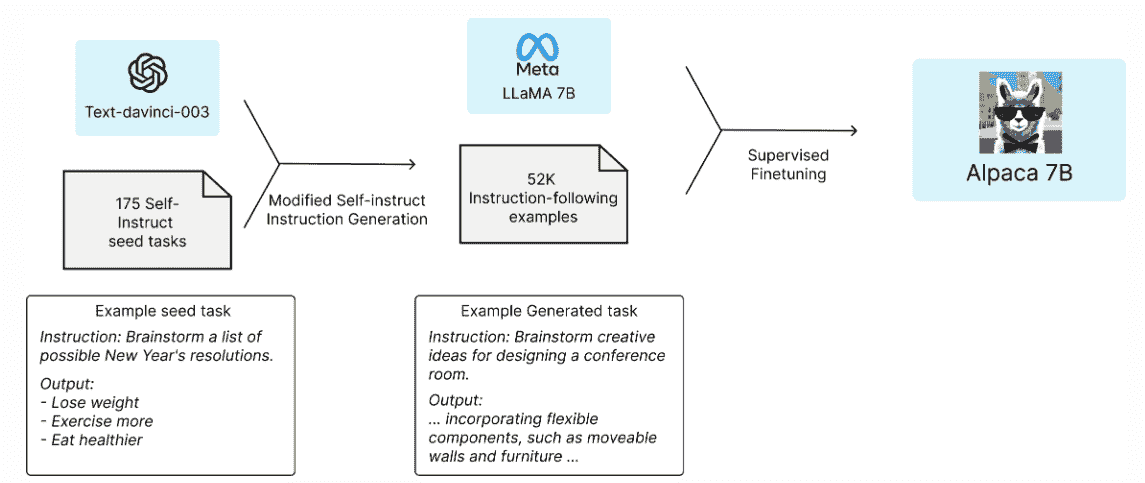 Text-davinci-003
175 Self-
Instruct
seed tasks
Modified Self-instruct
Instruction Generation
Meta
LLaMA 7B
52K
Instruction-following
examples
Supervised
Finetuning
Alpaca 7B
Example seed task
Instruction: Brainstorm a list of
possible New Year's resolutions.
Output:
- Lose weight
- Exercise more
- Eat healthier
Example Generated task
Instruction: Brainstorm creative
ideas for designing a conference
room.
Output:
... incorporating flexible
components, such as moveable
walls and furniture ...